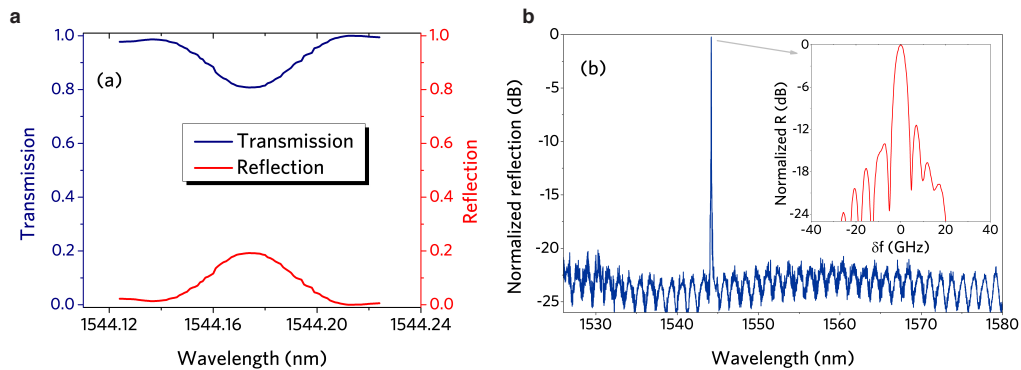 a
(a)
1.0
0.8
0.6
0.4
0.2
0.0
Transmission
Transmission
Reflection
1.0
0.8
0.6
0.4
0.2
0.0
Reflection
1544.12
1544.16
1544.20
1544.24
Wavelength (nm)
b
(b)
0
-5
-10
-15
-20
-25
Normalized reflection (dB)
1530
1540
1550
1560
1570
1580
Wavelength (nm)
0
-6
-12
-18
-24
Normalized R (dB)
-40
-20
0
20
40
δf (GHz)